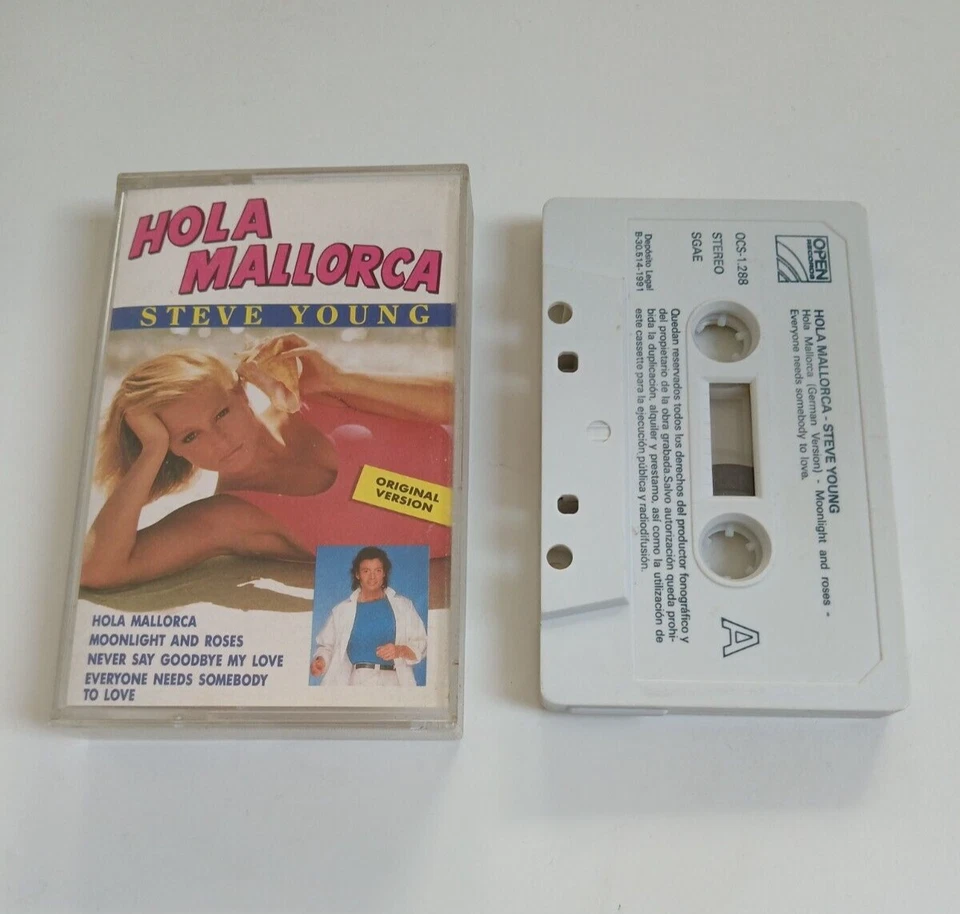 HOLA
MALLORCA
STEVE YOUNG
ORIGINAL
VERSION
HOLA MALLORCA
MOONLIGHT AND ROSES
NEVER SAY GOODBYE MY LOVE
EVERYONE NEEDS SOMEBODY
TO LOVE
OPEN
RECORDS
OCS-1.288
STEREO
SGAE
Depósito Legal
B-30.614-1991
HOLA MALLORCA - STEVE YOUNG
Hola Mallorca (German Version) - Moonlight and roses -
Everyone needs somebody to love.
Quedan reservados todos los derechos del productor fonográfico y
del propietario de la obra grabada.Salvo autorización queda prohi-
bida la duplicación, alquiler y prestamo, así como la utilización de
este cassette para la ejecución pública y radiodifusión.
A